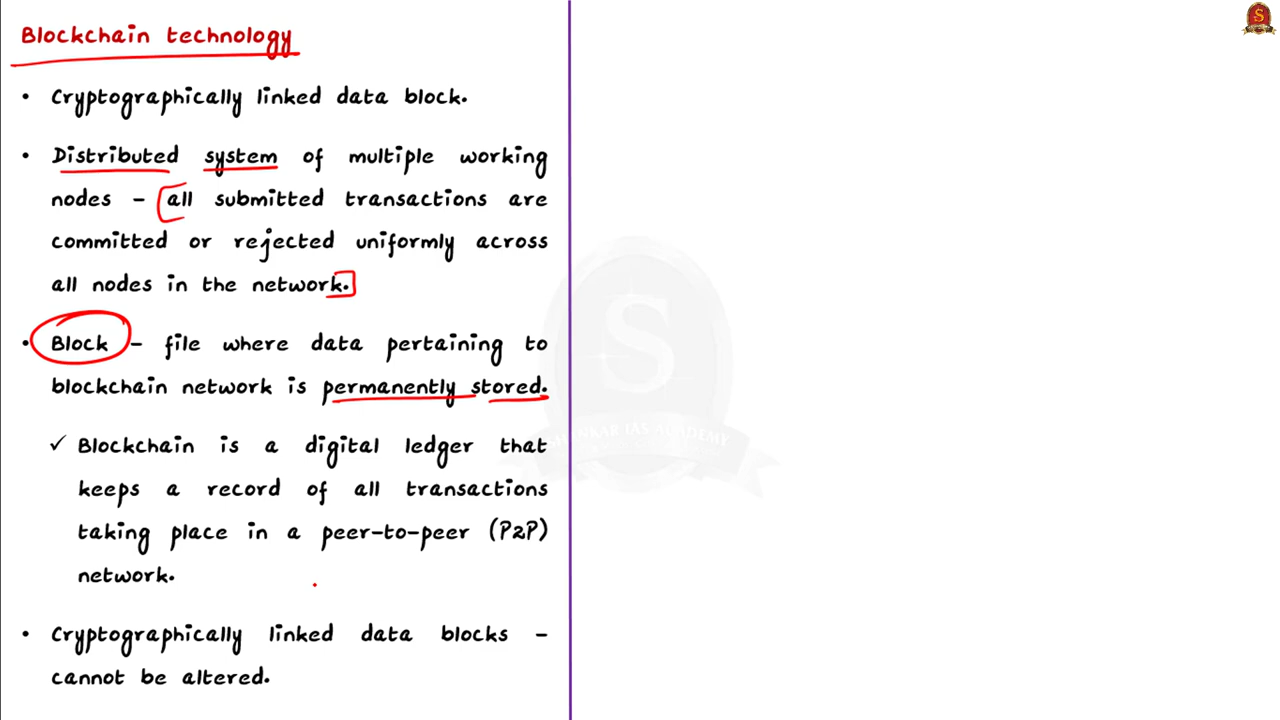 Blockchain technology
• Cryptographically linked data block.
• Distributed system of multiple working
nodes - all submitted transactions are
committed or rejected uniformly across
all nodes in the network.
• Block - file where data pertaining to
blockchain network is permanently stored.
✓ Blockchain is a digital ledger that
keeps a record of all transactions
taking place in a peer-to-peer (P2P)
network.
• Cryptographically linked data blocks -
cannot be altered.
S
S
IAS ACADEMY